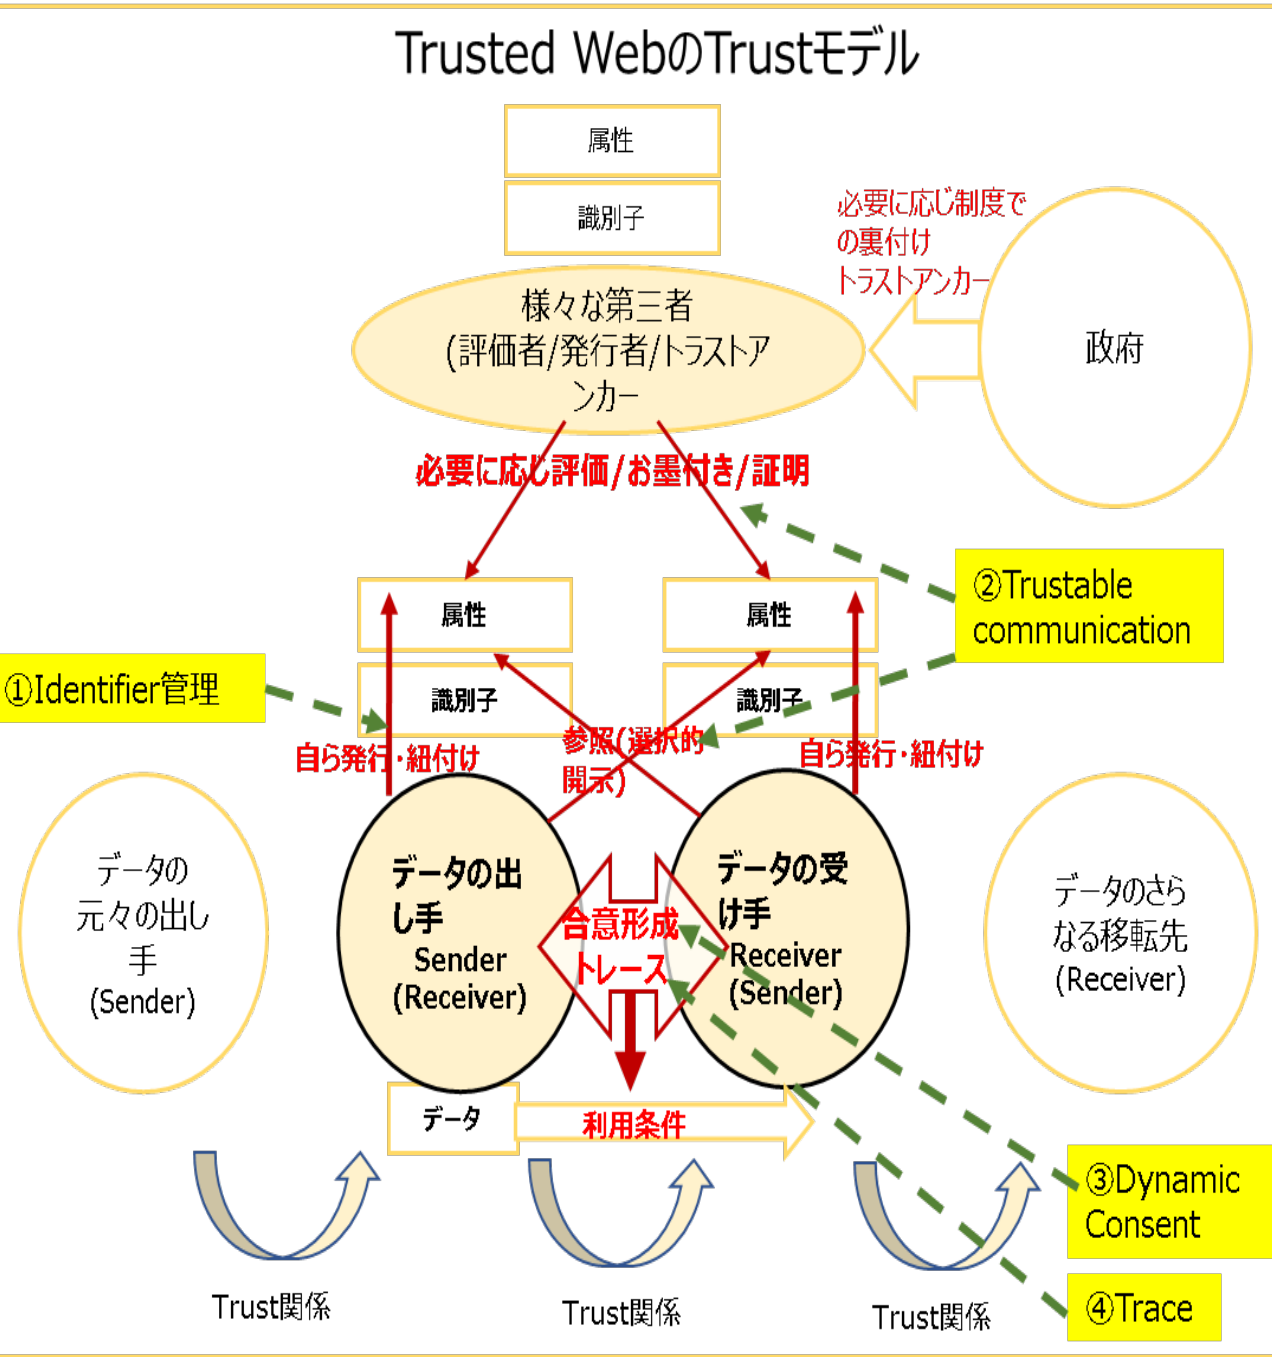 Trusted WebのTrustモデル
属性
識別子
必要に応じ制度で
の裏付け
トラストアンカー
様々な第三者
(評価者/発行者/トラストア
ンカー
政府
必要に応じ評価/お墨付き/証明
②Trustable
communication
属性
属性
①Identifier管理
識別子
識別子
自ら発行・紐付け
参照(選択的
開示)
自ら発行・紐付け
データの
元々の出し
手
(Sender)
データの出
し手
Sender
(Receiver)
合意形成
トレース
データの受
け手
Receiver
(Sender)
データのさら
なる移転先
(Receiver)
データ
利用条件
③Dynamic
Consent
④Trace
Trust関係
Trust関係
Trust関係